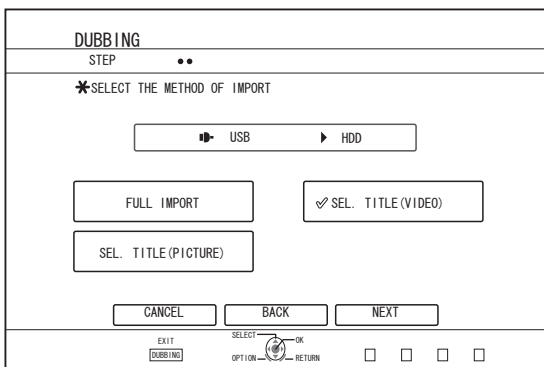 DUBBING
STEP
SELECT THE METHOD OF IMPORT
USB HDD
FULL IMPORT
SEL. TITLE(VIDEO)
SEL. TITLE(PICTURE)
CANCEL BACK NEXT
EXIT
DUBBING
SELECT OK
OPTION RETURN